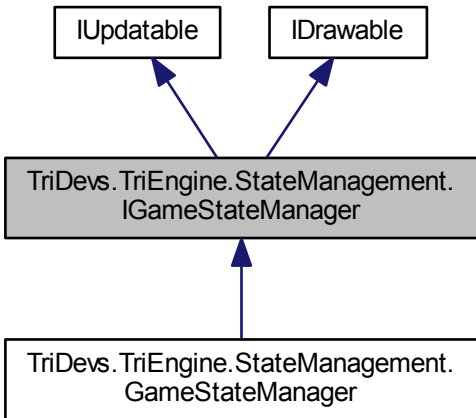 IUpdatable
IDrawable
TriDevs.TriEngine.StateManagement.
IGameStateManager
TriDevs.TriEngine.StateManagement.
GameStateManager